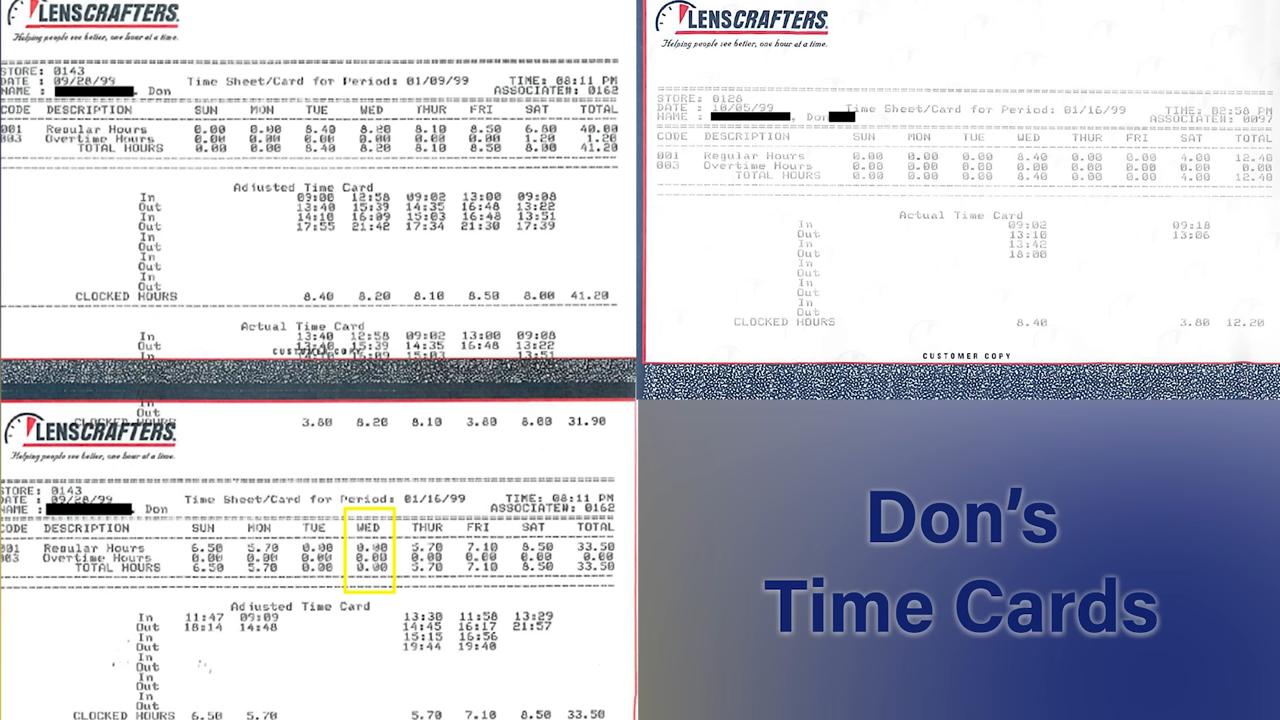 LENSCRAFTERS
Helping people see better, one hour at a time.
STORE: 0143
DATE : 09/28/99 Time Sheet/Card for Period: 01/09/99 TIME: 08:11 PM
NAME : , Don ASSOCIATE#: 0162
CODE DESCRIPTION SUN MON TUE WED THUR FRI SAT TOTAL
001 Regular Hours 0.00 0.00 8.40 8.20 8.10 8.50 6.80 40.00
003 Overtime Hours 0.00 0.00 0.00 0.00 0.00 0.00 1.20 1.20
TOTAL HOURS 0.00 0.00 8.40 8.20 8.10 8.50 8.00 41.20
Adjusted Time Card
In 09:00 12:58 09:02 13:00 09:08
Out 13:40 15:39 14:35 16:48 13:22
In 14:10 16:09 15:03 16:48 13:51
Out 17:55 21:42 17:34 21:30 17:39
In
Out
In
Out
In
Out
CLOCKED HOURS 8.40 8.20 8.10 8.50 8.00 41.20
Actual Time Card
In 13:40 12:58 09:02 13:00 09:08
Out 15:39 14:35 16:48 13:22
In 16:09 15:03 13:51
LENSCRAFTERS
Helping people see better, one hour at a time.
STORE: 0128
DATE : 10/05/99 Time Sheet/Card for Period: 01/16/99 TIME: 02:58 PM
NAME : , Don ASSOCIATE#: 0097
CODE DESCRIPTION SUN MON TUE WED THUR FRI SAT TOTAL
001 Regular Hours 0.00 0.00 0.00 8.40 0.00 0.00 4.00 12.40
003 Overtime Hours 0.00 0.00 0.00 0.00 0.00 0.00 0.00 0.00
TOTAL HOURS 0.00 0.00 0.00 8.40 0.00 0.00 4.00 12.40
Actual Time Card
In 09:02 09:18
Out 13:10 13:06
In 13:42
Out 18:00
In
Out
In
Out
In
Out
CLOCKED HOURS 8.40 3.80 12.20
CUSTOMER COPY
In
Out
CLOCKED HOURS 3.80 8.20 8.10 3.80 8.00 31.90
LENSCRAFTERS
Helping people see better, one hour at a time.
STORE: 0143
DATE : 09/28/99 Time Sheet/Card for Period: 01/16/99 TIME: 08:11 PM
NAME : , Don ASSOCIATE#: 0162
CODE DESCRIPTION SUN MON TUE WED THUR FRI SAT TOTAL
001 Regular Hours 6.50 5.70 0.00 0.00 5.70 7.10 8.50 33.50
003 Overtime Hours 0.00 0.00 0.00 0.00 0.00 0.00 0.00 0.00
TOTAL HOURS 6.50 5.70 0.00 0.00 5.70 7.10 8.50 33.50
Adjusted Time Card
In 11:47 09:09 13:30 11:58 13:29
Out 18:14 14:48 14:45 16:17 21:57
In 15:15 16:56
Out 19:44 19:40
In
Out
In
Out
In
Out
CLOCKED HOURS 6.50 5.70 5.70 7.10 8.50 33.50
Don's
Time Cards